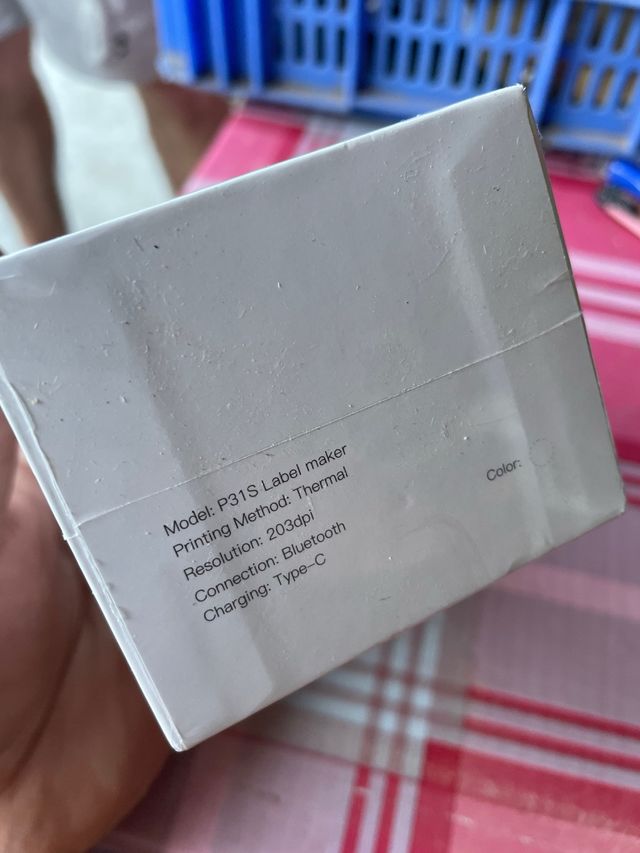 Model: P31S Label maker
Printing Method: Thermal
Resolution: 203dpi
Connection: Bluetooth
Charging: Type-C
Color: